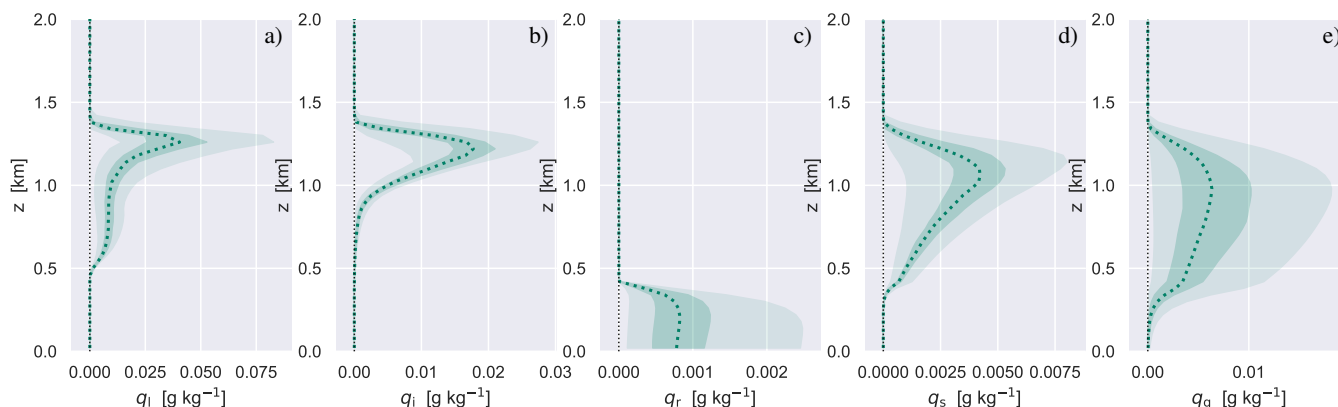 a)
2.0
1.5
1.0
0.5
0.0
z [km]
0.000 0.025 0.050 0.075
q_l [g kg⁻¹]
b)
2.0
1.5
1.0
0.5
0.0
z [km]
0.00 0.01 0.02 0.03
q_i [g kg⁻¹]
c)
2.0
1.5
1.0
0.5
0.0
z [km]
0.000 0.001 0.002
q_r [g kg⁻¹]
d)
2.0
1.5
1.0
0.5
0.0
z [km]
0.0000 0.0025 0.0050 0.0075
q_s [g kg⁻¹]
e)
2.0
1.5
1.0
0.5
0.0
z [km]
0.00 0.01
q_g [g kg⁻¹]